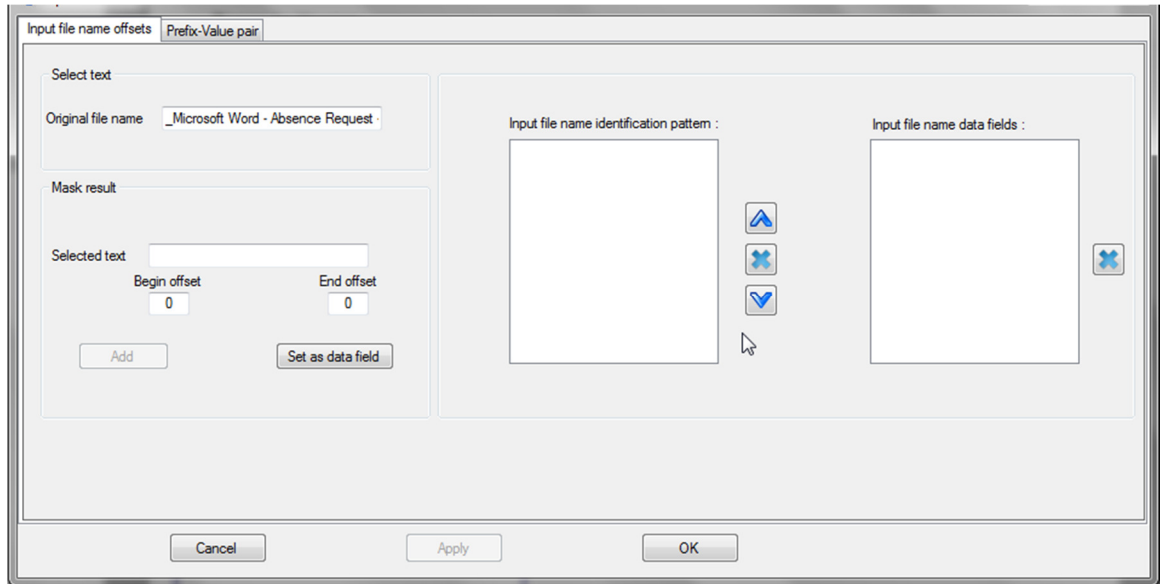 Input file name offsets Prefix-Value pair
Select text
Original file name _Microsoft Word - Absence Request -
Input file name identification pattern :
Input file name data fields :
Mask result
Selected text
Begin offset End offset
0 0
Add Set as data field
Cancel Apply OK